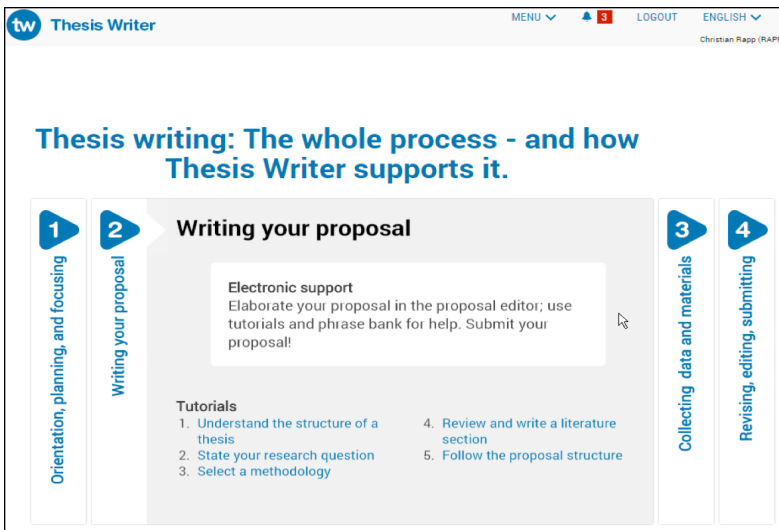 tw Thesis Writer MENU 3 LOGOUT ENGLISH
Christian Rapp (RAPP
Thesis writing: The whole process - and how
Thesis Writer supports it.
1
Orientation, planning, and focusing
2
Writing your proposal
Writing your proposal
Electronic support
Elaborate your proposal in the proposal editor; use
tutorials and phrase bank for help. Submit your
proposal!
Tutorials
1. Understand the structure of a
thesis
2. State your research question
3. Select a methodology
4. Review and write a literature
section
5. Follow the proposal structure
3
Collecting data and materials
4
Revising, editing, submitting